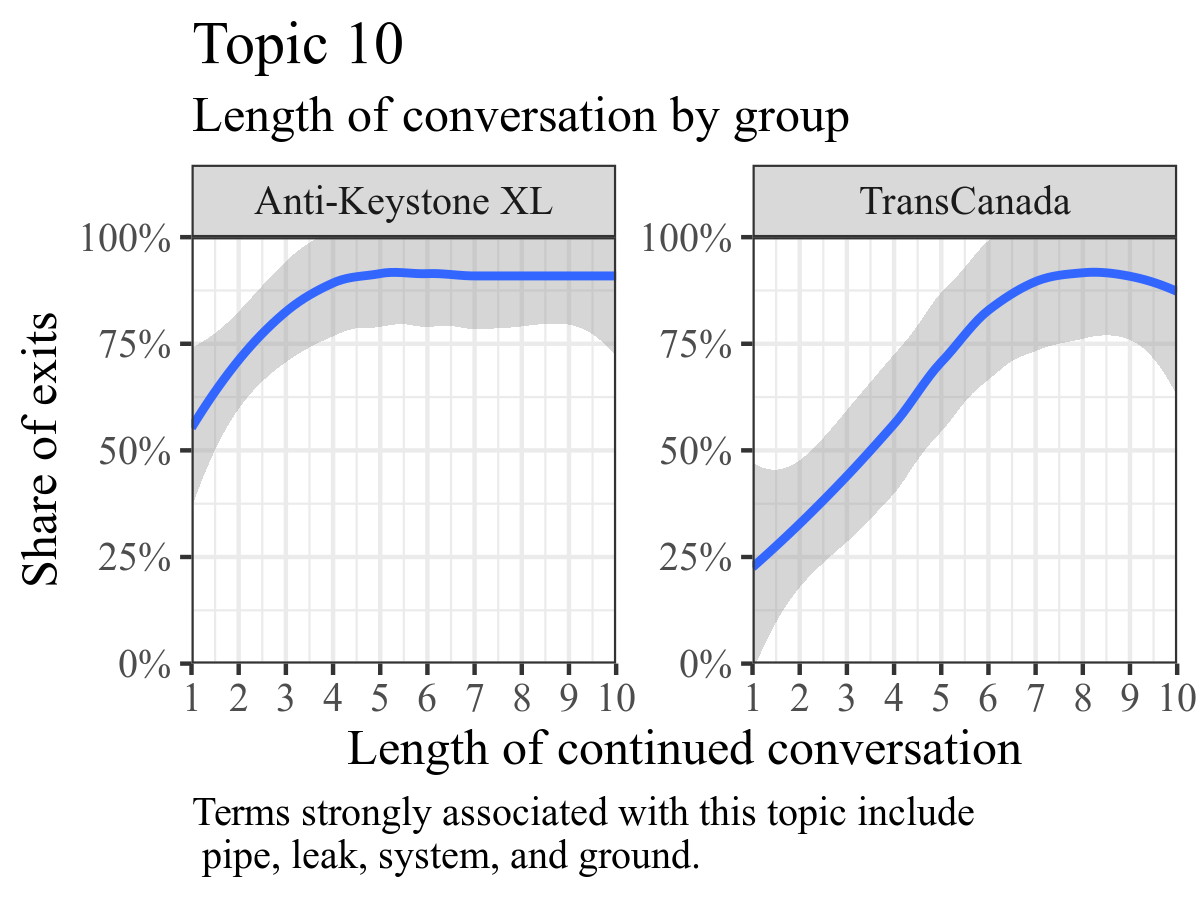 Topic 10
Length of conversation by group
Anti-Keystone XL
TransCanada
Share of exits
100%
75%
50%
25%
0%
1 2 3 4 5 6 7 8 9 10
100%
75%
50%
25%
0%
1 2 3 4 5 6 7 8 9 10
Length of continued conversation
Terms strongly associated with this topic include
pipe, leak, system, and ground.